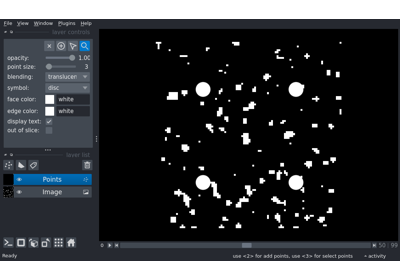 File View Window Plugins Help
layer controls
opacity: 1.00
point size: 3
blending: translucen
symbol: disc
face color: white
edge color: white
display text:
out of slice:
layer list
Points
Image
0 50 99
Ready use <2> for add points, use <3> for select points activity